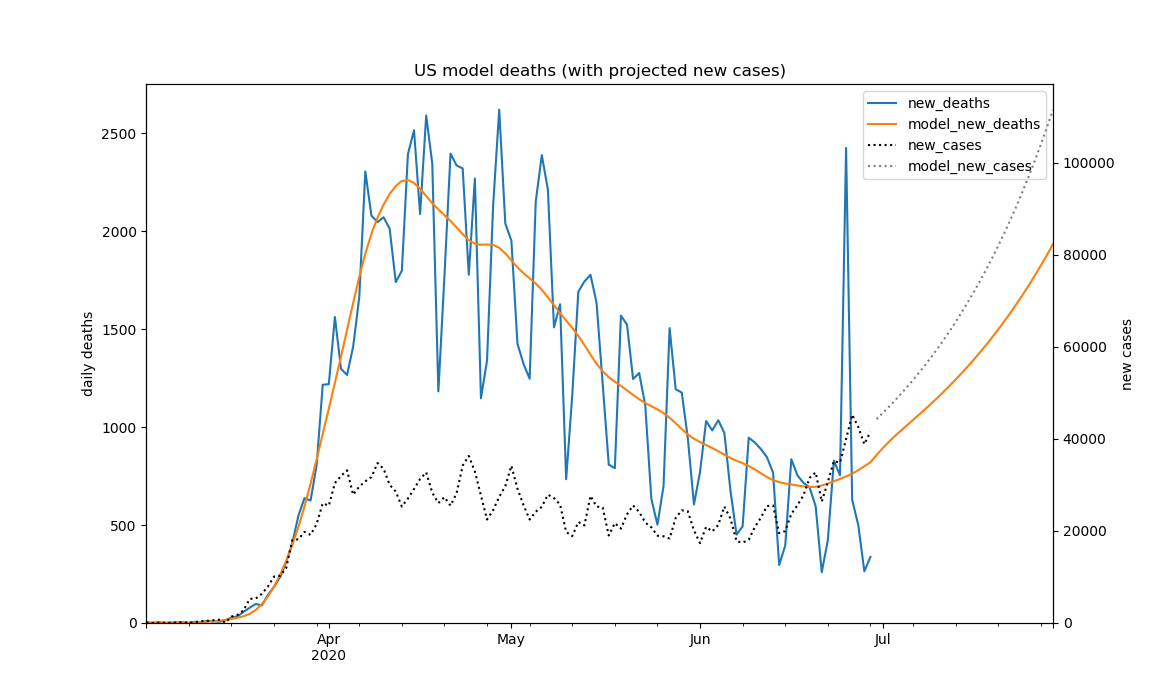 US model deaths (with projected new cases)
new_deaths
model_new_deaths
new_cases
model_new_cases
daily deaths
2500
2000
1500
1000
500
0
100000
80000
60000
40000
20000
0
new cases
Apr
2020
May
Jun
Jul